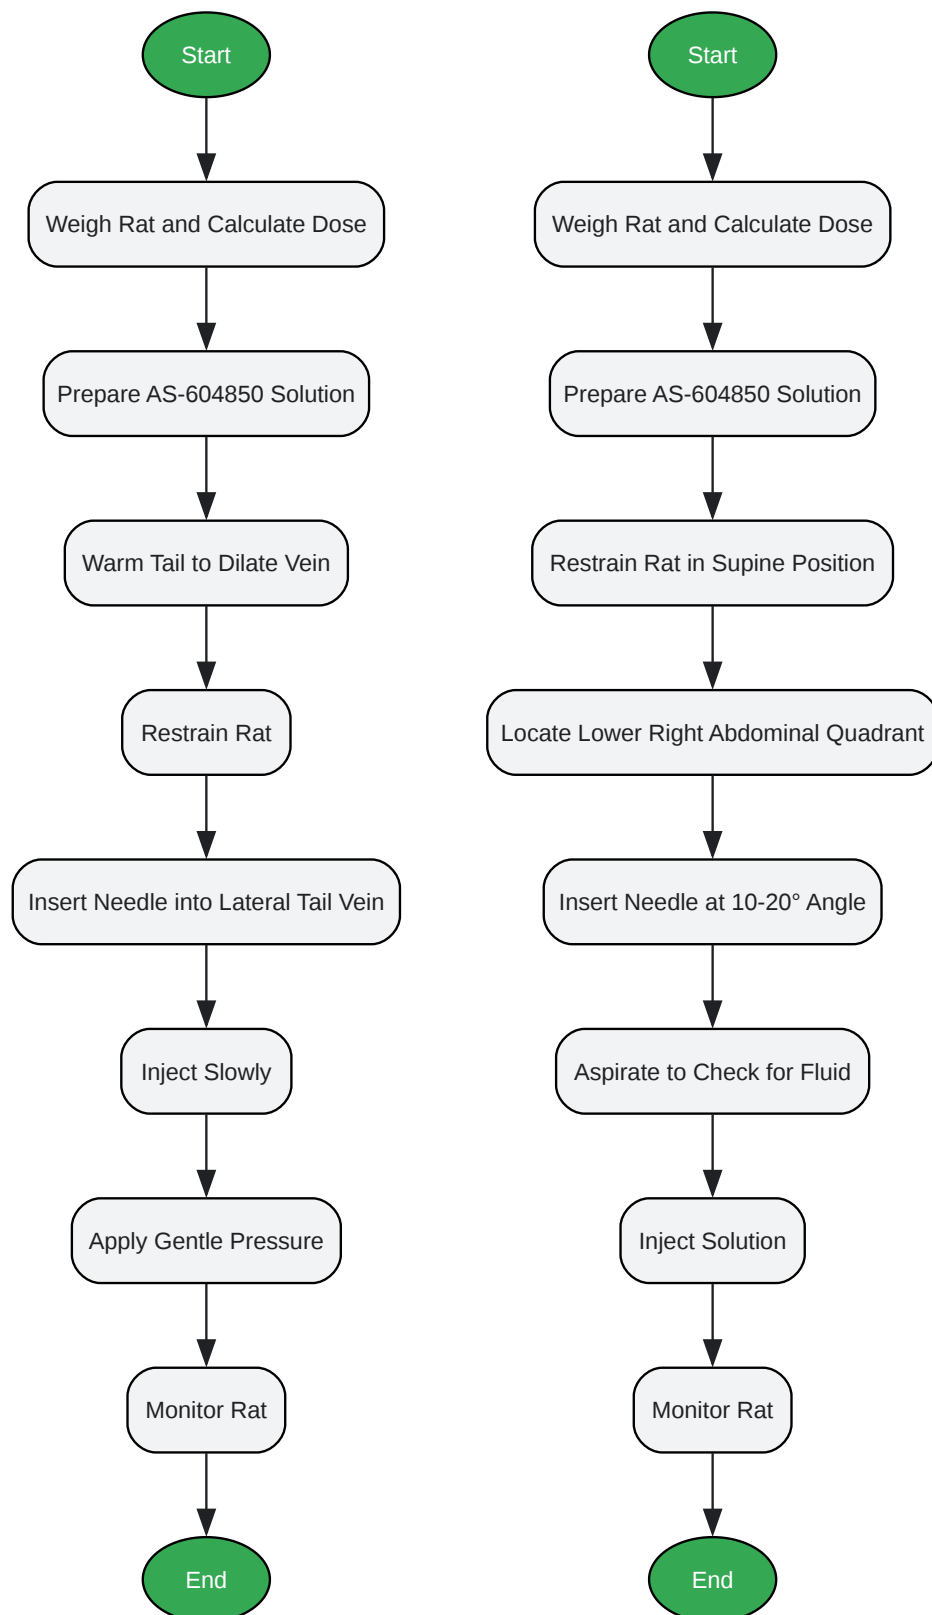 Start
Weigh Rat and Calculate Dose
Prepare AS-604850 Solution
Warm Tail to Dilate Vein
Restrain Rat
Insert Needle into Lateral Tail Vein
Inject Slowly
Apply Gentle Pressure
Monitor Rat
End
Start
Weigh Rat and Calculate Dose
Prepare AS-604850 Solution
Restrain Rat in Supine Position
Locate Lower Right Abdominal Quadrant
Insert Needle at 10-20° Angle
Aspirate to Check for Fluid
Inject Solution
Monitor Rat
End